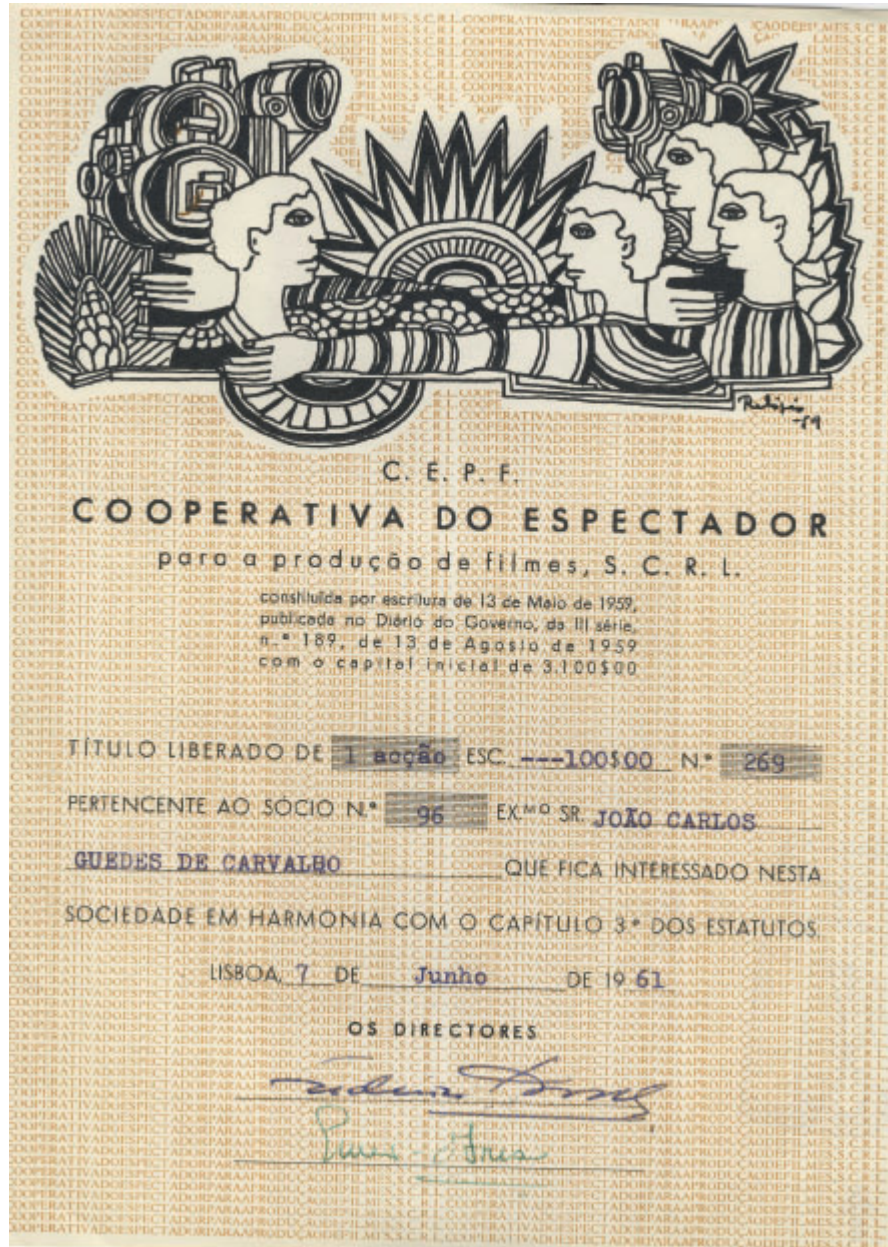 Relógio
-59
C. E. P. F.
COOPERATIVA DO ESPECTADOR
para a produção de filmes, S. C. R. L.
constituída por escritura de 13 de Maio de 1959,
publicada no Diário do Governo, da III série,
n.º 189, de 13 de Agosto de 1959
com o capital inicial de 3.100$00
TÍTULO LIBERADO DE 1 acção ESC. ---100$00 N.º 269
PERTENCENTE AO SÓCIO N.º 96 EX.MO SR. JOÃO CARLOS
GUEDES DE CARVALHO QUE FICA INTERESSADO NESTA
SOCIEDADE EM HARMONIA COM O CAPÍTULO 3.º DOS ESTATUTOS.
LISBOA, 7 DE Junho DE 1961
OS DIRECTORES